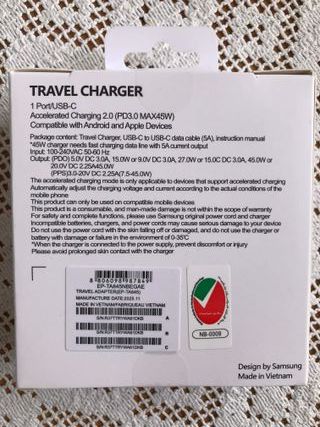 TRAVEL CHARGER
1 Port/USB-C
Accelerated Charging 2.0 (PD3.0 MAX45W)
Compatible with Android and Apple Devices
Package content: Travel Charger, USB-C to USB-C data cable (5A), instruction manual
*45W charger needs fast charging data line with 5A current output
Input: 100-240VAC 50-60 Hz
Output: (PDO) 5.0V DC 3.0A, 15.0W or 9.0V DC 3.0A, 27.0W or 15.0C DC 3.0A, 45.0W or
20.0V DC 2.25A45.0W
(PPS)3.0-20V DC 2.25A(7.5-45.0W)
The accelerated charging mode is only applicable to devices that support accelerated charging
Automatically adjust the charging voltage and current according to the actual conditions of the
mobile phone
This product can only be used on compatible mobile devices
This product is a consumable, and man-made damage is not within the scope of warranty
For safety and complete functions, please use Samsung original power cord and charger
Incompatible batteries, chargers, and power cords may cause serious damage to your device
Do not use the power cord with the skin falling off or damaged, and do not use the charger or
battery with damage or failure in the environment of 0-35/C
*When the charger is connected to the power supply, prevent discomfort or injury
Please avoid prolonged skin contact with the charger
8 806098 987849
EP-TA845NBEGAE
TRAVEL ADAPTER(EP-TA845)
MANUFACTURE DATE:2025.11
MADE IN VIETNAM/FABRIQUEAU VIETNAM
A
B
C
NB-0009
Design by Samsung
Made in Vietnam